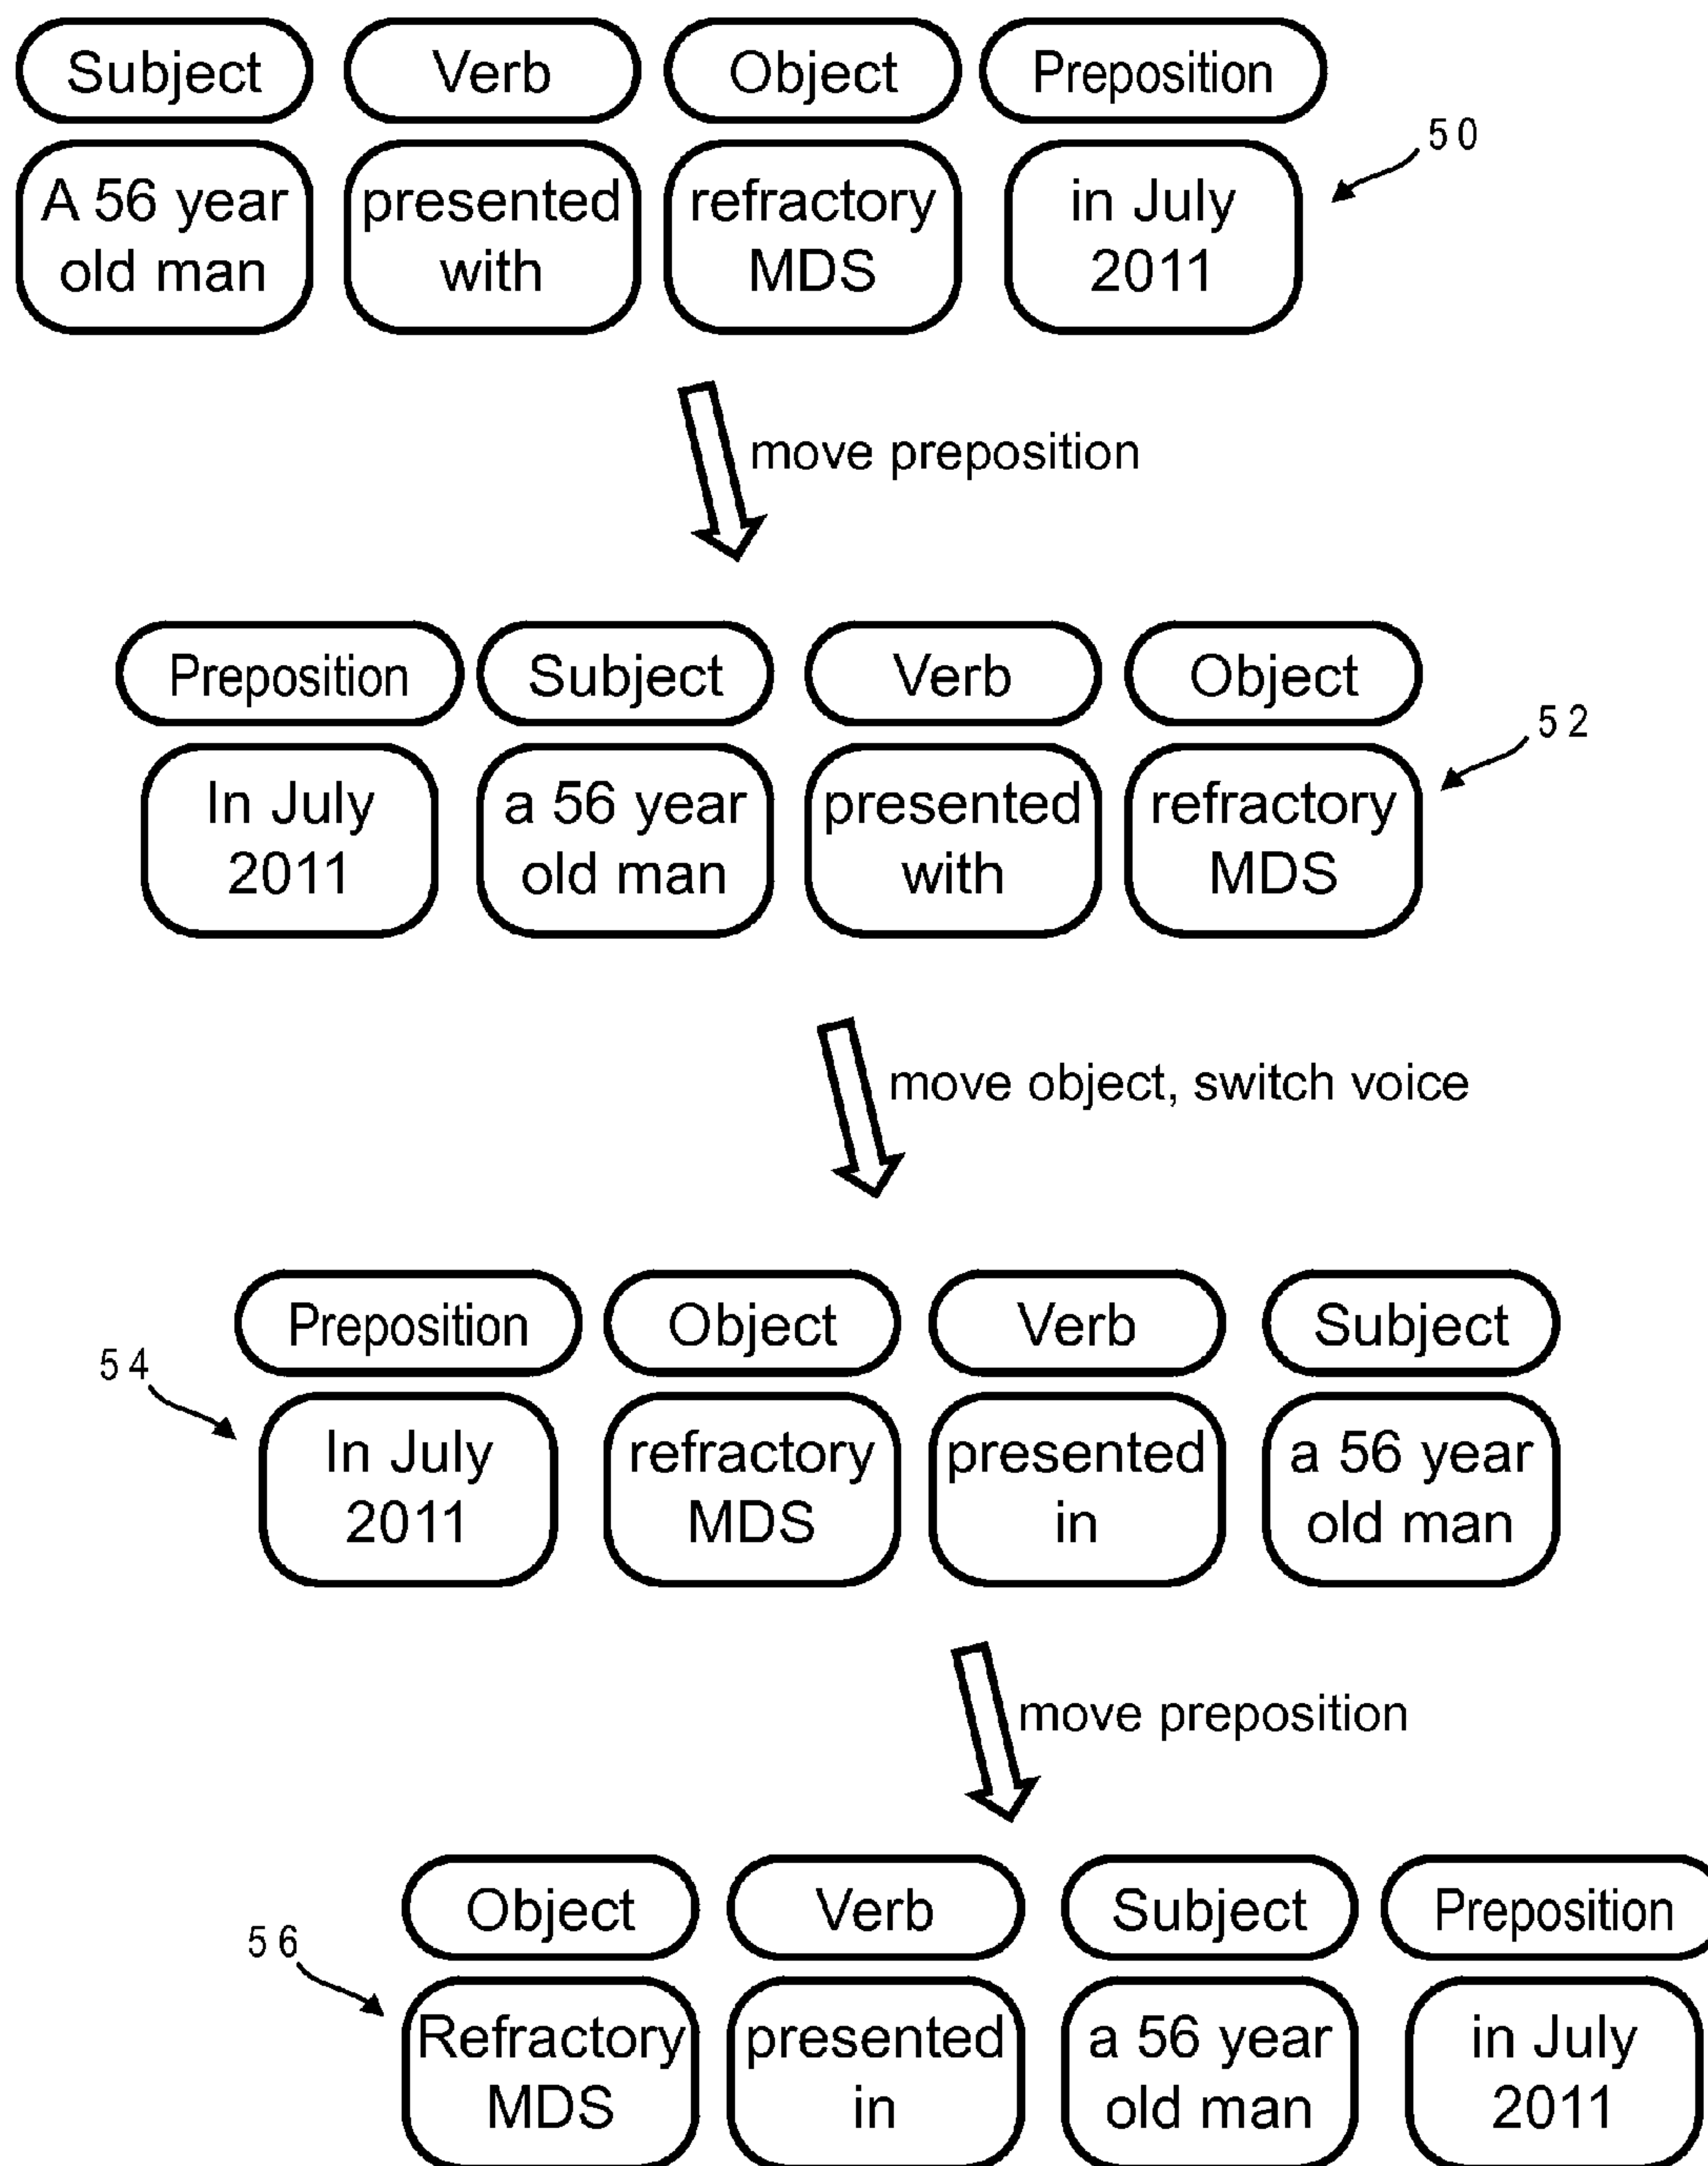 Subject Verb Object Preposition
50
A 56 year presented refractory in July
old man with MDS 2011
move preposition
Preposition Subject Verb Object
52
In July a 56 year presented refractory
2011 old man with MDS
move object, switch voice
Preposition Object Verb Subject
54
In July refractory presented a 56 year
2011 MDS in old man
move preposition
Object Verb Subject Preposition
56
Refractory presented a 56 year in July
MDS in old man 2011